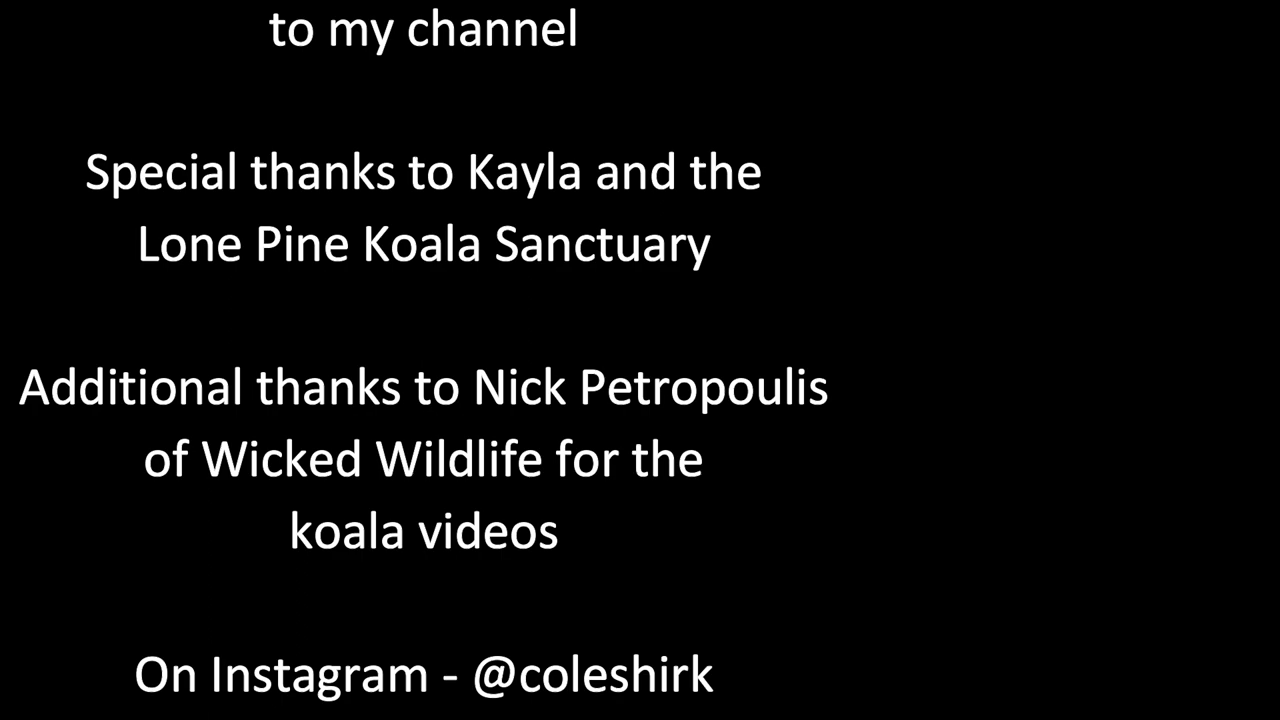 to my channel
Special thanks to Kayla and the
Lone Pine Koala Sanctuary
Additional thanks to Nick Petropoulis
of Wicked Wildlife for the
koala videos
On Instagram - @coleshirk